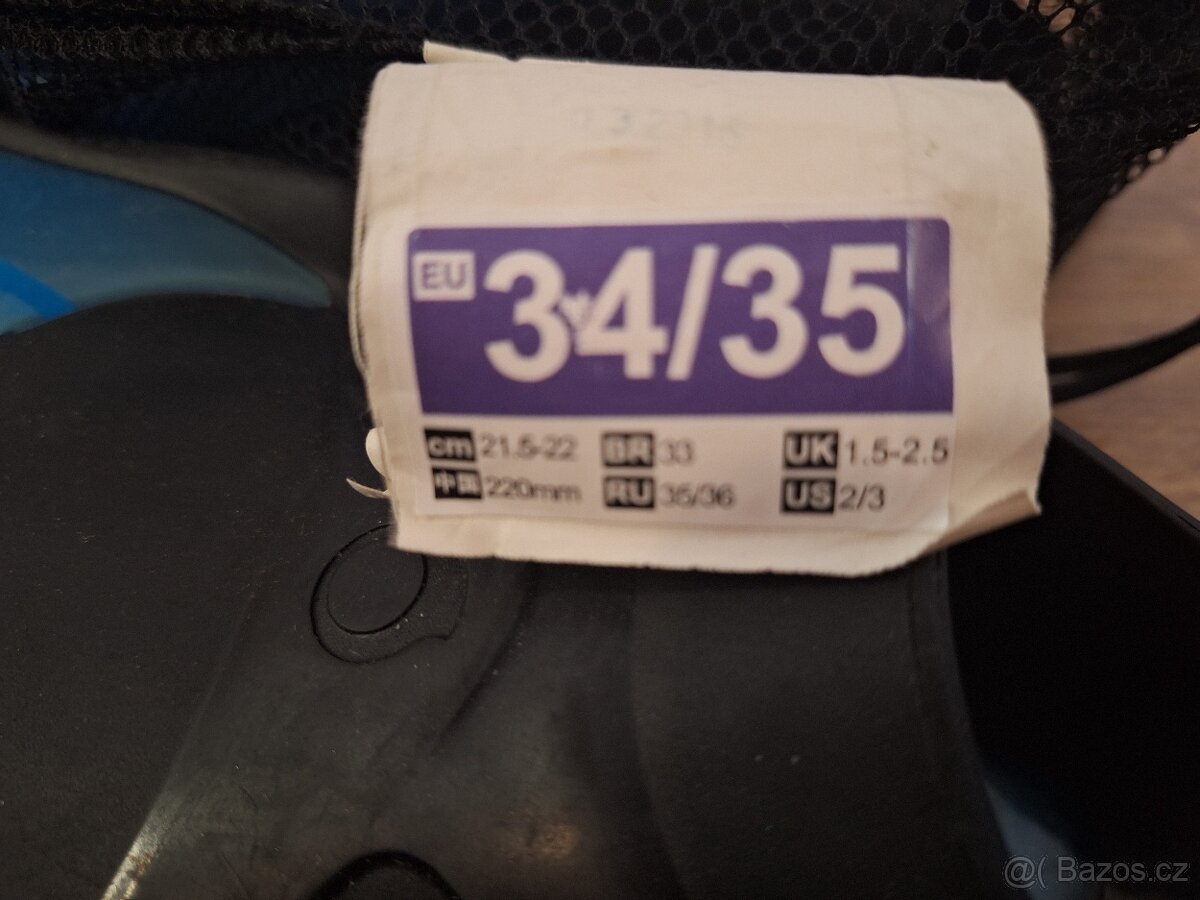 EU 34/35
cm 21.5-22 BR 33 UK 1.5-2.5
中国 220mm RU 35/36 US 2/3
@( Bazos.cz